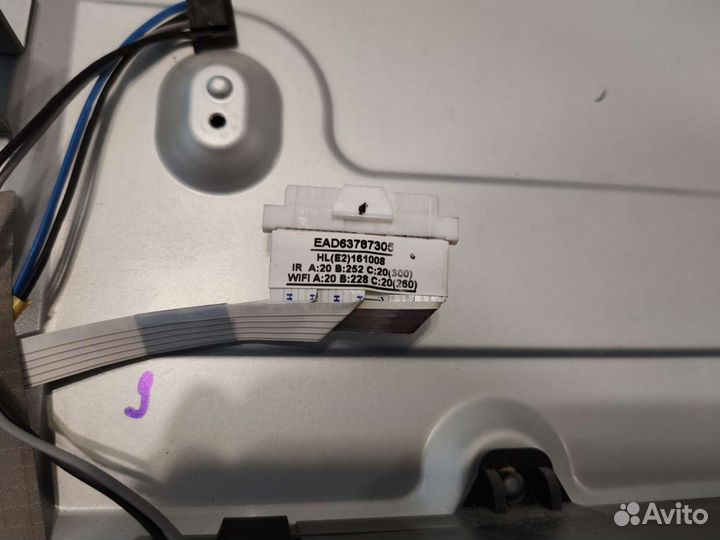 EAD63787305
HL(E2)161008
IR A:20 B:252 C:20(300)
WIFI A:20 B:228 C:20(260)
H H H H
Avito